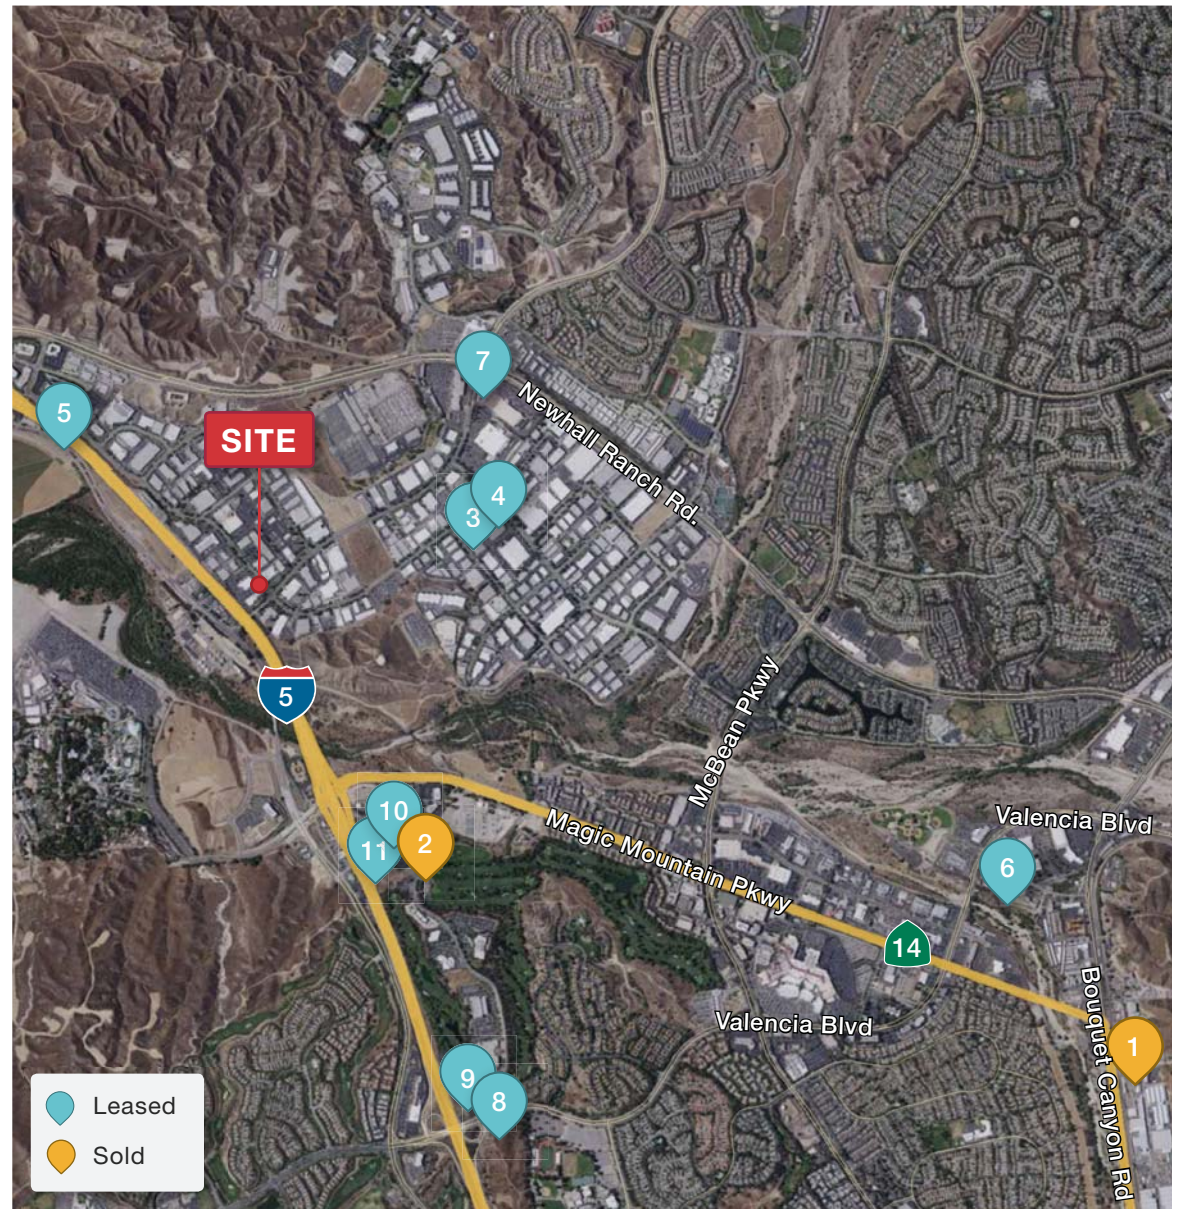 7
Newhall Ranch Rd.
5
SITE
4
3
5
McBean Pkwy
10
11
2
Magic Mountain Pkwy
Valencia Blvd
6
14
Bouquet Canyon Rd
Valencia Blvd
1
9
8
Leased
Sold